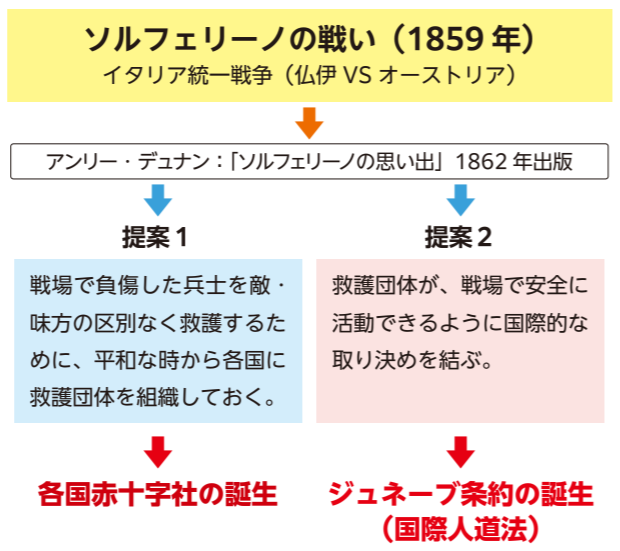 ソルフェリーノの戦い（1859 年）
イタリア統一戦争（仏伊 VS オーストリア）
アンリー・デュナン：「ソルフェリーノの思い出」1862 年出版
提案 1
戦場で負傷した兵士を敵・
味方の区別なく救護するた
めに、平和な時から各国に
救護団体を組織しておく。
各国赤十字社の誕生
提案 2
救護団体が、戦場で安全に
活動できるように国際的な
取り決めを結ぶ。
ジュネーブ条約の誕生
（国際人道法）